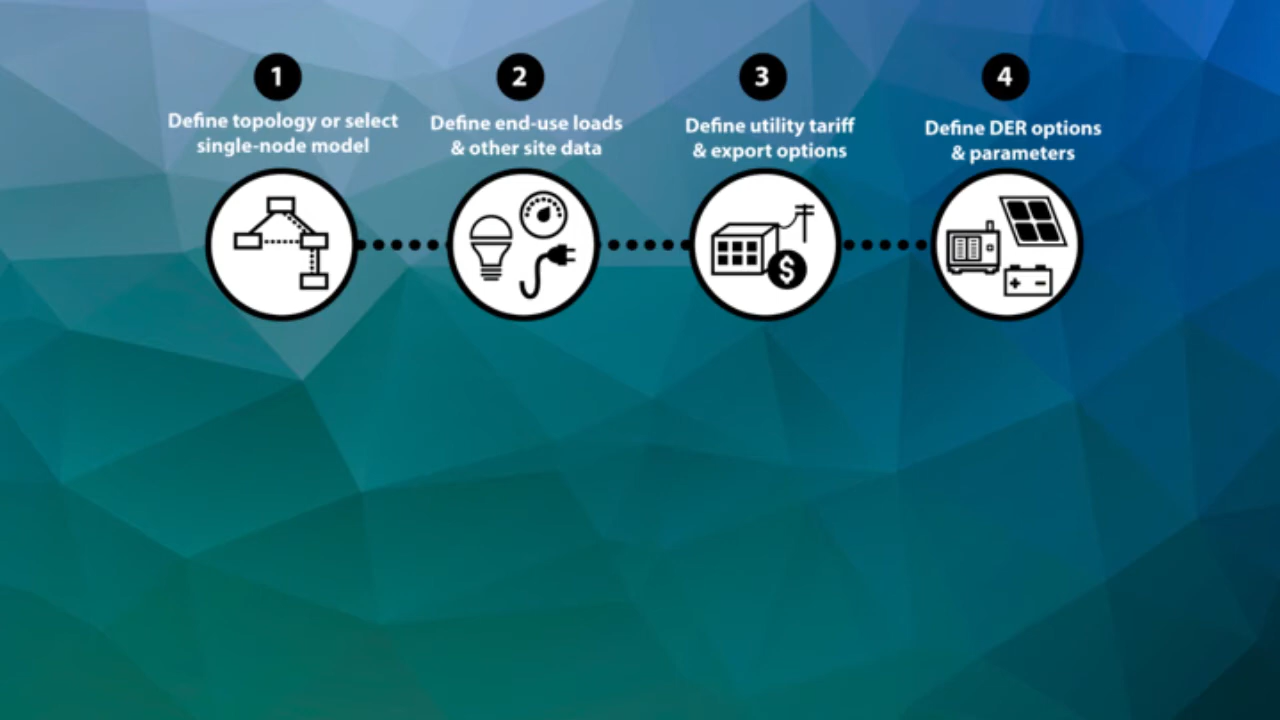 1
Define topology or select
single-node model
2
Define end-use loads
& other site data
3
Define utility tariff
& export options
4
Define DER options
& parameters
$
+ -